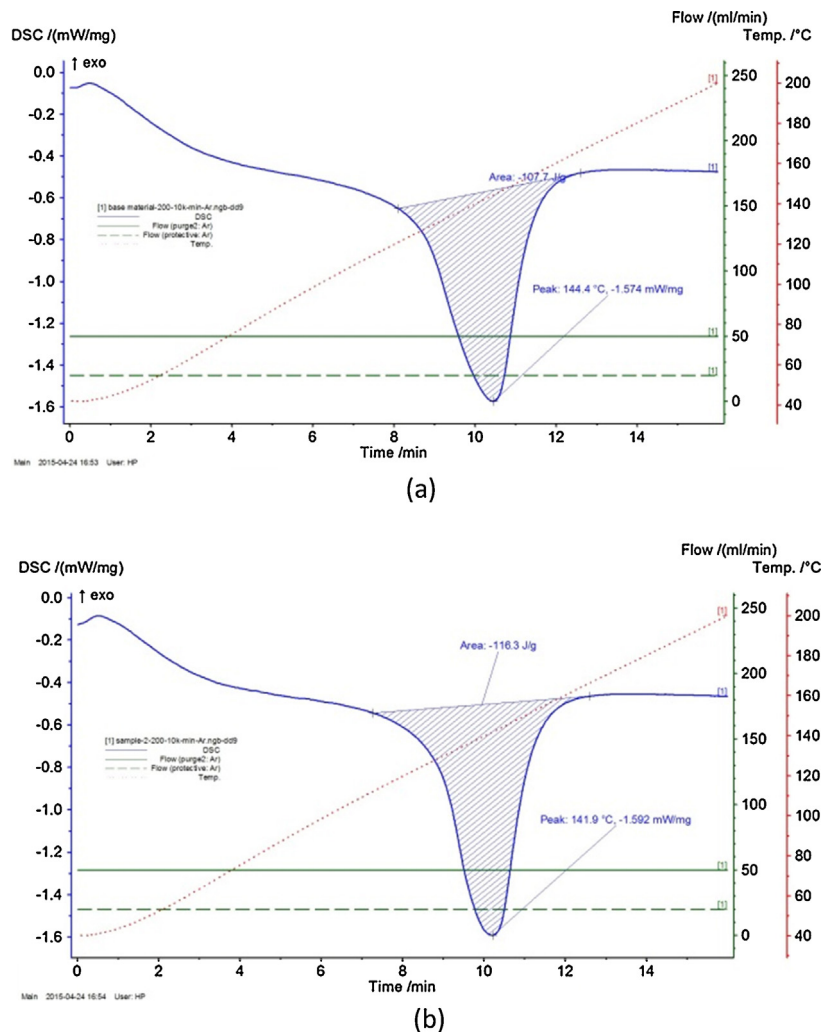 Flow /(ml/min)
DSC /(mW/mg) Temp. /°C
↑ exo
0.0
-0.2
-0.4
-0.6
-0.8
-1.0
-1.2
-1.4
-1.6
250
200
150
100
50
0
200
180
160
140
120
100
80
60
40
[1]
[1]
Area: -107.7 J/g
[1] base material-200-10k-min-Ar.ngb-dd9
DSC
Flow (purge2: Ar)
Flow (protective: Ar)
Temp.
Peak: 144.4 °C, -1.574 mW/mg
[1]
[1]
0 2 4 6 8 10 12 14
Time /min
Main 2015-04-24 16:53 User: HP
(a)
Flow /(ml/min)
DSC /(mW/mg) Temp. /°C
↑ exo
0.0
-0.2
-0.4
-0.6
-0.8
-1.0
-1.2
-1.4
-1.6
250
200
150
100
50
0
200
180
160
140
120
100
80
60
40
[1]
Area: -116.3 J/g
[1]
[1] sample-2-200-10k-min-Ar.ngb-dd9
DSC
Flow (purge2: Ar)
Flow (protective: Ar)
Temp.
Peak: 141.9 °C, -1.592 mW/mg
[1]
[1]
0 2 4 6 8 10 12 14
Time /min
Main 2015-04-24 16:54 User: HP
(b)